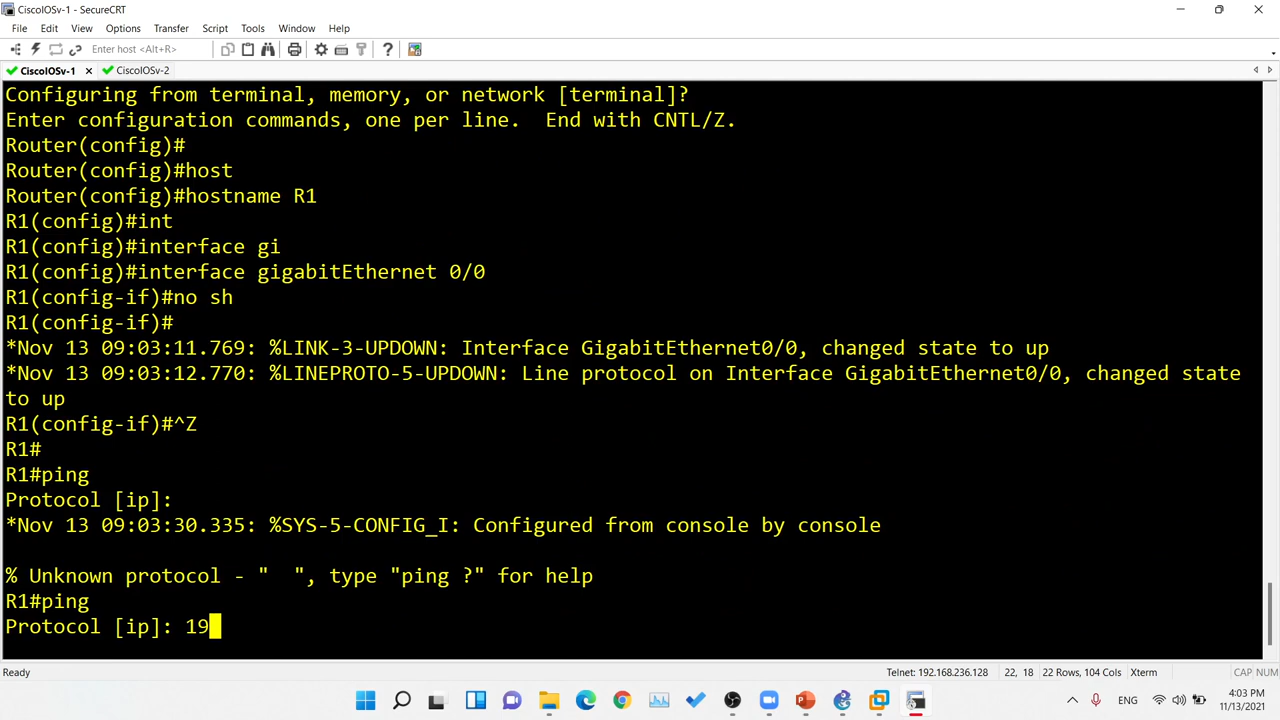 CiscoIOSv-1 - SecureCRT
File Edit View Options Transfer Script Tools Window Help
Enter host <Alt+R>
CiscoIOSv-1 × CiscoIOSv-2
Configuring from terminal, memory, or network [terminal]?
Enter configuration commands, one per line.  End with CNTL/Z.
Router(config)#
Router(config)#host
Router(config)#hostname R1
R1(config)#int
R1(config)#interface gi
R1(config)#interface gigabitEthernet 0/0
R1(config-if)#no sh
R1(config-if)#
*Nov 13 09:03:11.769: %LINK-3-UPDOWN: Interface GigabitEthernet0/0, changed state to up
*Nov 13 09:03:12.770: %LINEPROTO-5-UPDOWN: Line protocol on Interface GigabitEthernet0/0, changed state
to up
R1(config-if)#^Z
R1#
R1#ping
Protocol [ip]:
*Nov 13 09:03:30.335: %SYS-5-CONFIG_I: Configured from console by console
% Unknown protocol - "  ", type "ping ?" for help
R1#ping
Protocol [ip]: 19
Ready Telnet: 192.168.236.128 22, 18 22 Rows, 104 Cols Xterm CAP NUM
ENG 4:03 PM
11/13/2021